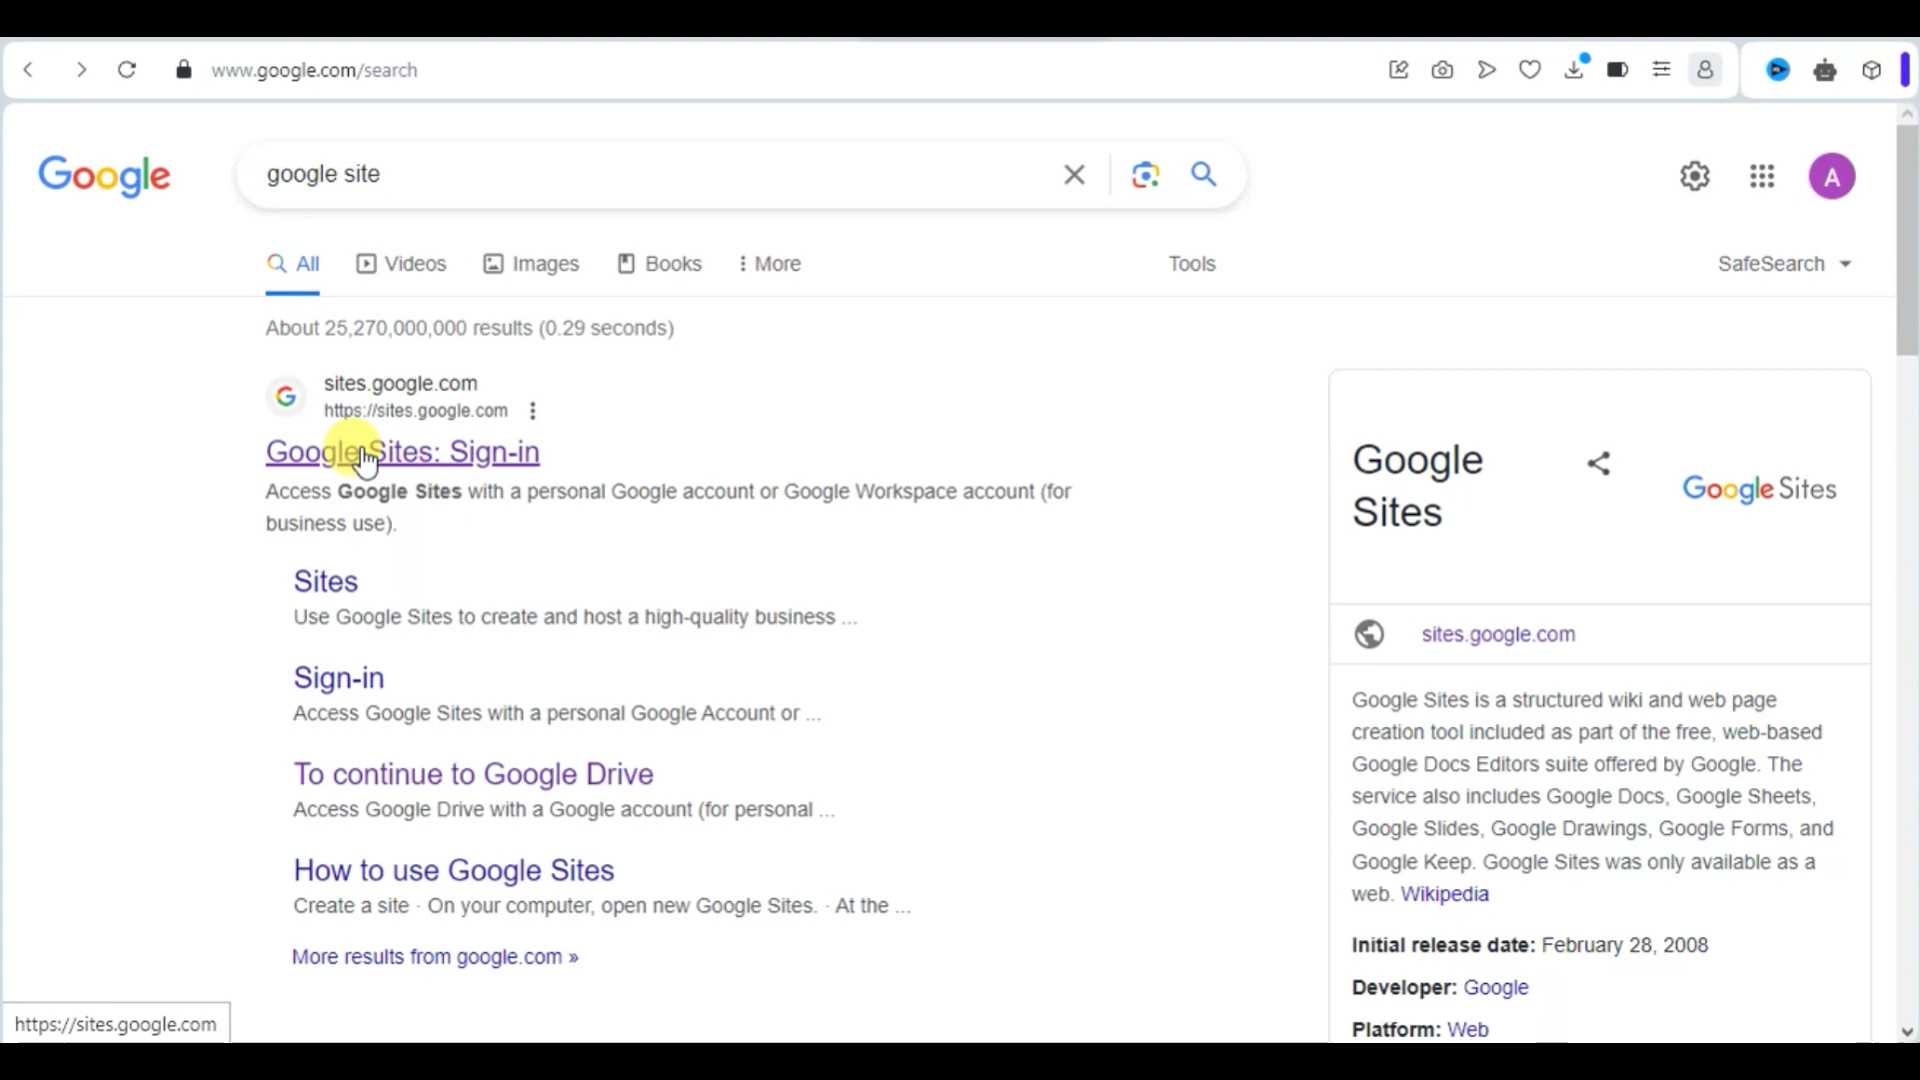 www.google.com/search
Google
google site
A
All
Videos
Images
Books
More
Tools
SafeSearch
About 25,270,000,000 results (0.29 seconds)
G
sites.google.com
https://sites.google.com
Google Sites: Sign-in
Access Google Sites with a personal Google account or Google Workspace account (for
business use).
Sites
Use Google Sites to create and host a high-quality business ...
Sign-in
Access Google Sites with a personal Google Account or ...
To continue to Google Drive
Access Google Drive with a Google account (for personal ...
How to use Google Sites
Create a site · On your computer, open new Google Sites. · At the ...
More results from google.com »
https://sites.google.com
Google
Sites
Google Sites
sites.google.com
Google Sites is a structured wiki and web page
creation tool included as part of the free, web-based
Google Docs Editors suite offered by Google. The
service also includes Google Docs, Google Sheets,
Google Slides, Google Drawings, Google Forms, and
Google Keep. Google Sites was only available as a
web. Wikipedia
Initial release date: February 28, 2008
Developer: Google
Platform: Web